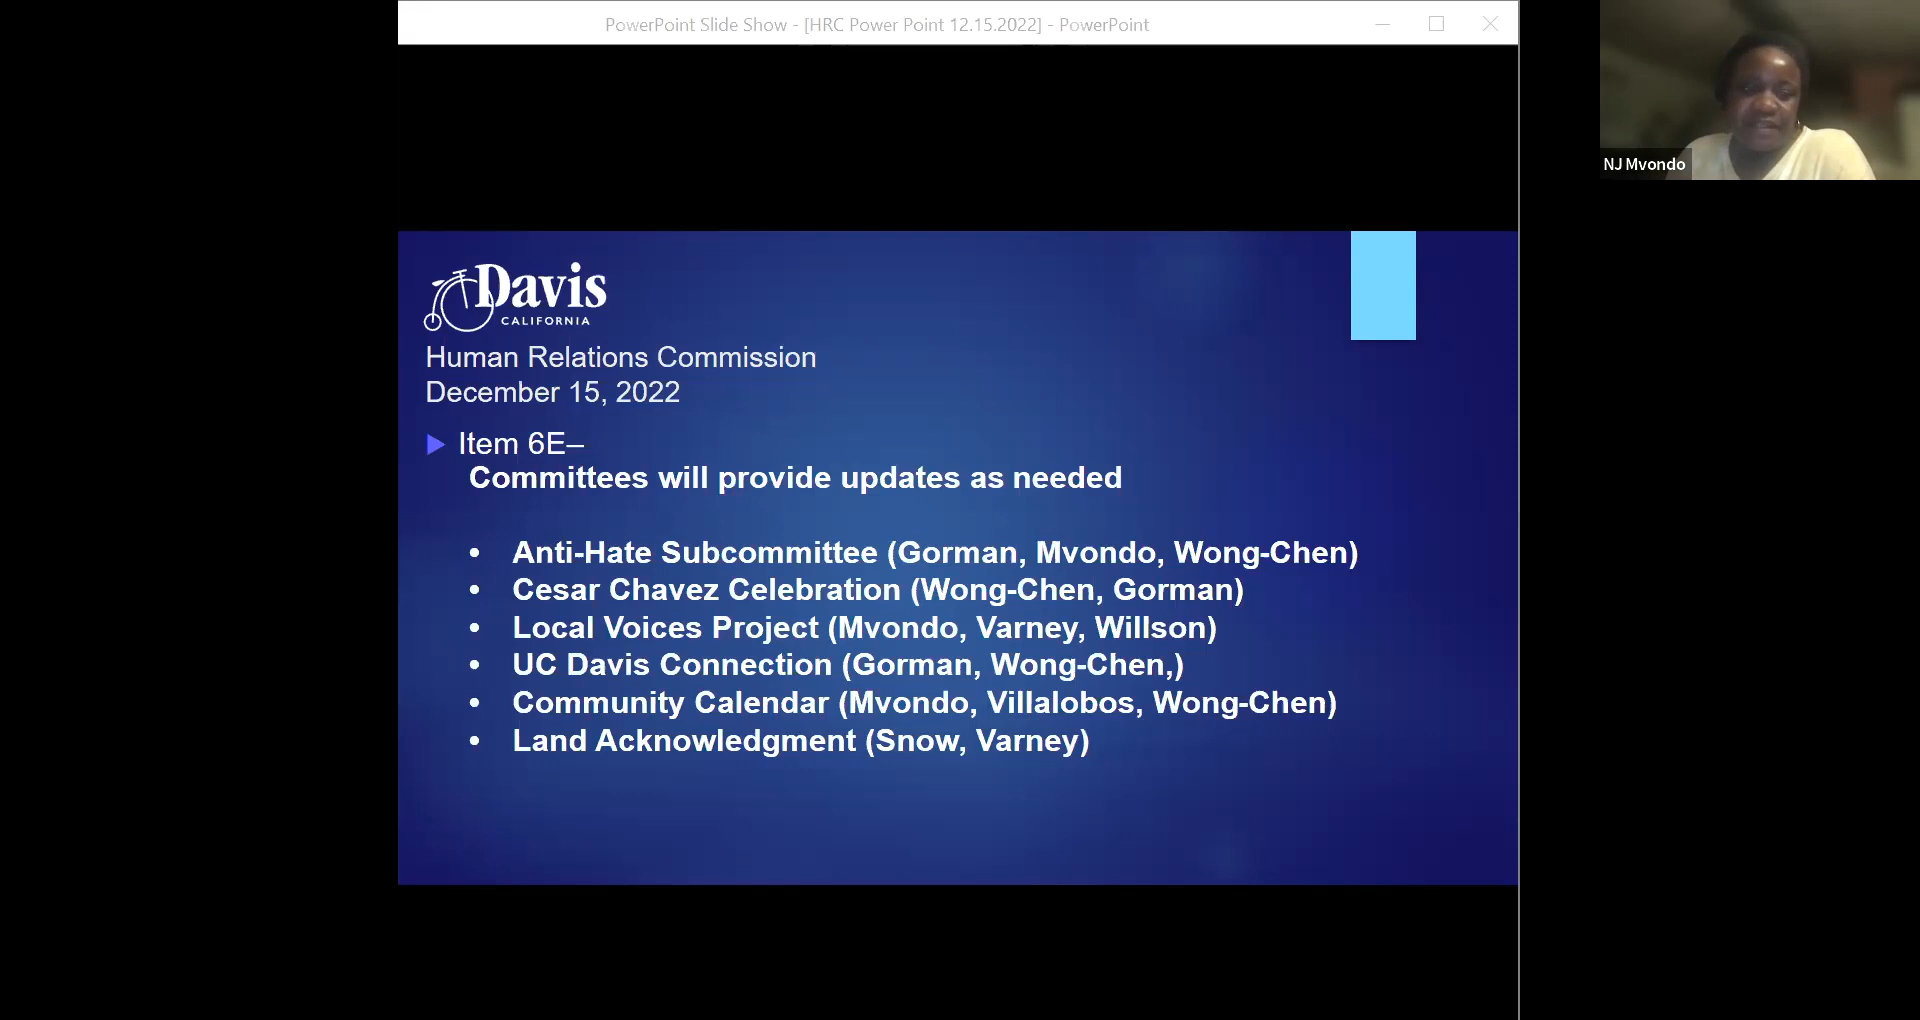 PowerPoint Slide Show - [HRC Power Point 12.15.2022] - PowerPoint
NJ Mvondo
Davis
CALIFORNIA
Human Relations Commission
December 15, 2022
Item 6E–
Committees will provide updates as needed
• Anti-Hate Subcommittee (Gorman, Mvondo, Wong-Chen)
• Cesar Chavez Celebration (Wong-Chen, Gorman)
• Local Voices Project (Mvondo, Varney, Willson)
• UC Davis Connection (Gorman, Wong-Chen,)
• Community Calendar (Mvondo, Villalobos, Wong-Chen)
• Land Acknowledgment (Snow, Varney)